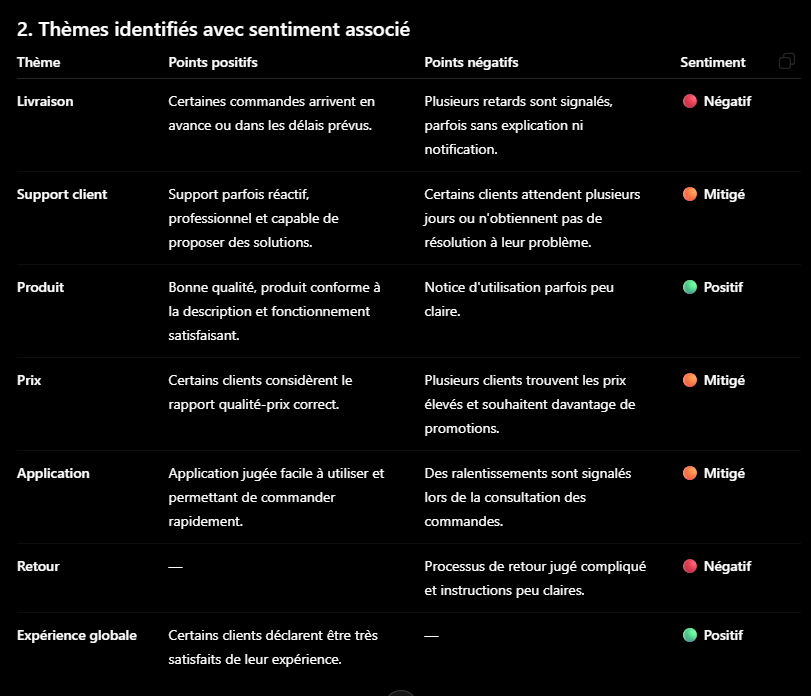 2. Thèmes identifiés avec sentiment associé
Thème Points positifs Points négatifs Sentiment
Livraison Certaines commandes arrivent en Plusieurs retards sont signalés, Négatif
avance ou dans les délais prévus. parfois sans explication ni
notification.
Support client Support parfois réactif, Certains clients attendent plusieurs Mitigé
professionnel et capable de jours ou n'obtiennent pas de
proposer des solutions. résolution à leur problème.
Produit Bonne qualité, produit conforme à Notice d'utilisation parfois peu Positif
la description et fonctionnement claire.
satisfaisant.
Prix Certains clients considèrent le Plusieurs clients trouvent les prix Mitigé
rapport qualité-prix correct. élevés et souhaitent davantage de
promotions.
Application Application jugée facile à utiliser et Des ralentissements sont signalés Mitigé
permettant de commander lors de la consultation des
rapidement. commandes.
Retour — Processus de retour jugé compliqué Négatif
et instructions peu claires.
Expérience globale Certains clients déclarent être très — Positif
satisfaits de leur expérience.